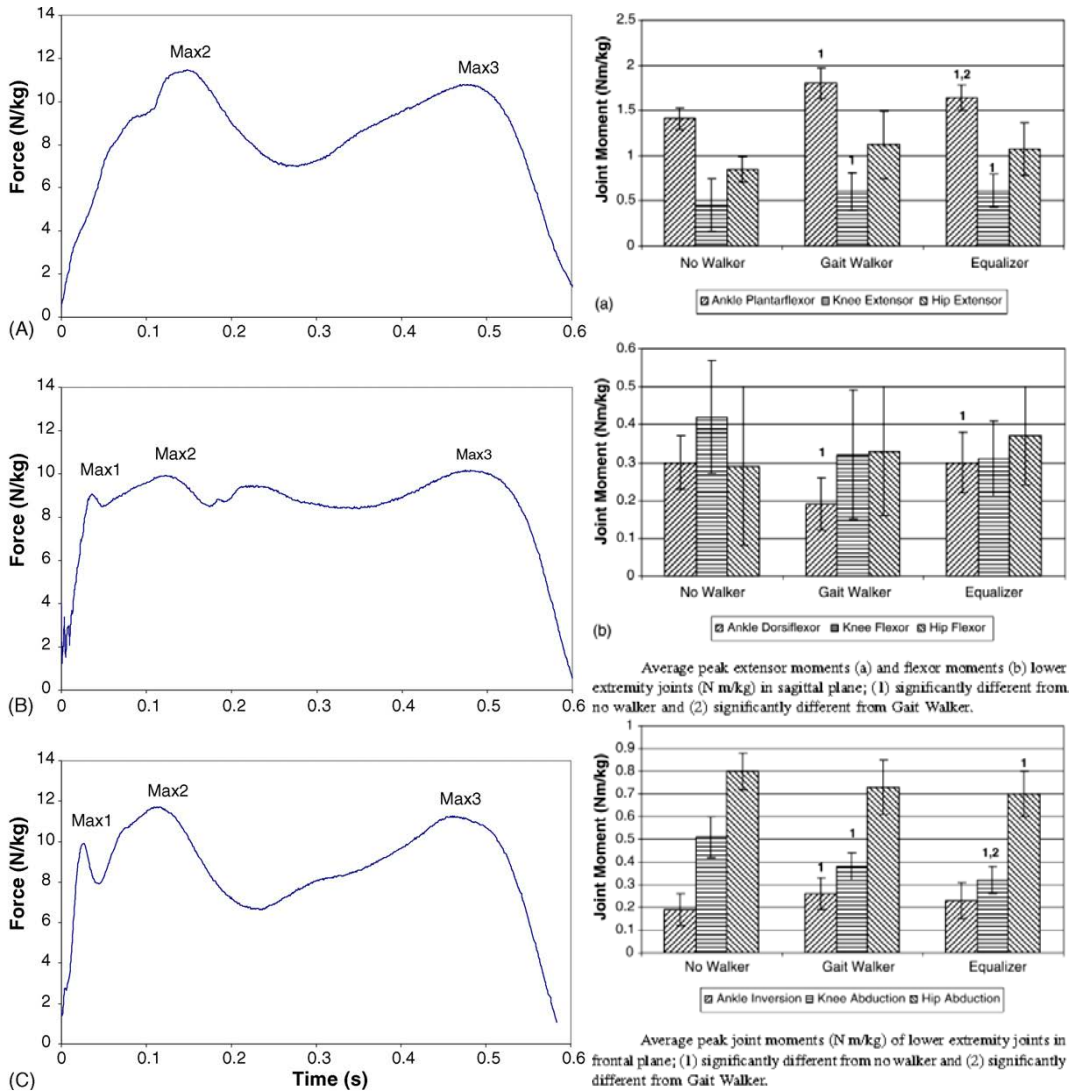 14
12
10
8
6
4
2
0
Force (N/kg)
Max2
Max3
0
0.1
0.2
0.3
0.4
0.5
0.6
(A)
14
12
10
8
6
4
2
0
Force (N/kg)
Max1
Max2
Max3
0
0.1
0.2
0.3
0.4
0.5
0.6
(B)
14
12
10
8
6
4
2
0
Force (N/kg)
Max1
Max2
Max3
0
0.1
0.2
0.3
0.4
0.5
0.6
Time (s)
(C)
2.5
2
1.5
1
0.5
0
Joint Moment (Nm/kg)
1
1
1,2
1
No Walker
Gait Walker
Equalizer
(a)
Ankle Plantarflexor
Knee Extensor
Hip Extensor
0.6
0.5
0.4
0.3
0.2
0.1
0
Joint Moment (Nm/kg)
1
1
No Walker
Gait Walker
Equalizer
(b)
Ankle Dorsiflexor
Knee Flexor
Hip Flexor
Average peak extensor moments (a) and flexor moments (b) lower
extremity joints (N m/kg) in sagittal plane; (1) significantly different from
no walker and (2) significantly different from Gait Walker.
1
0.9
0.8
0.7
0.6
0.5
0.4
0.3
0.2
0.1
0
Joint Moment (Nm/kg)
1
1
1,2
1
No Walker
Gait Walker
Equalizer
Ankle Inversion
Knee Abduction
Hip Abduction
Average peak joint moments (N m/kg) of lower extremity joints in
frontal plane; (1) significantly different from no walker and (2) significantly
different from Gait Walker.